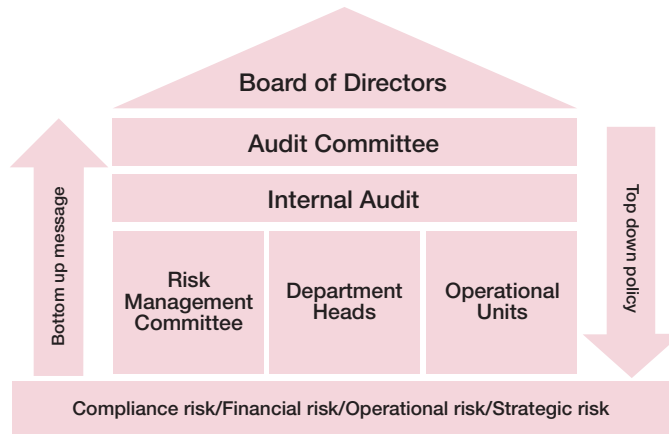 Board of Directors
Audit Committee
Internal Audit
Risk
Management
Committee
Department
Heads
Operational
Units
Bottom up message
Top down policy
Compliance risk/Financial risk/Operational risk/Strategic risk